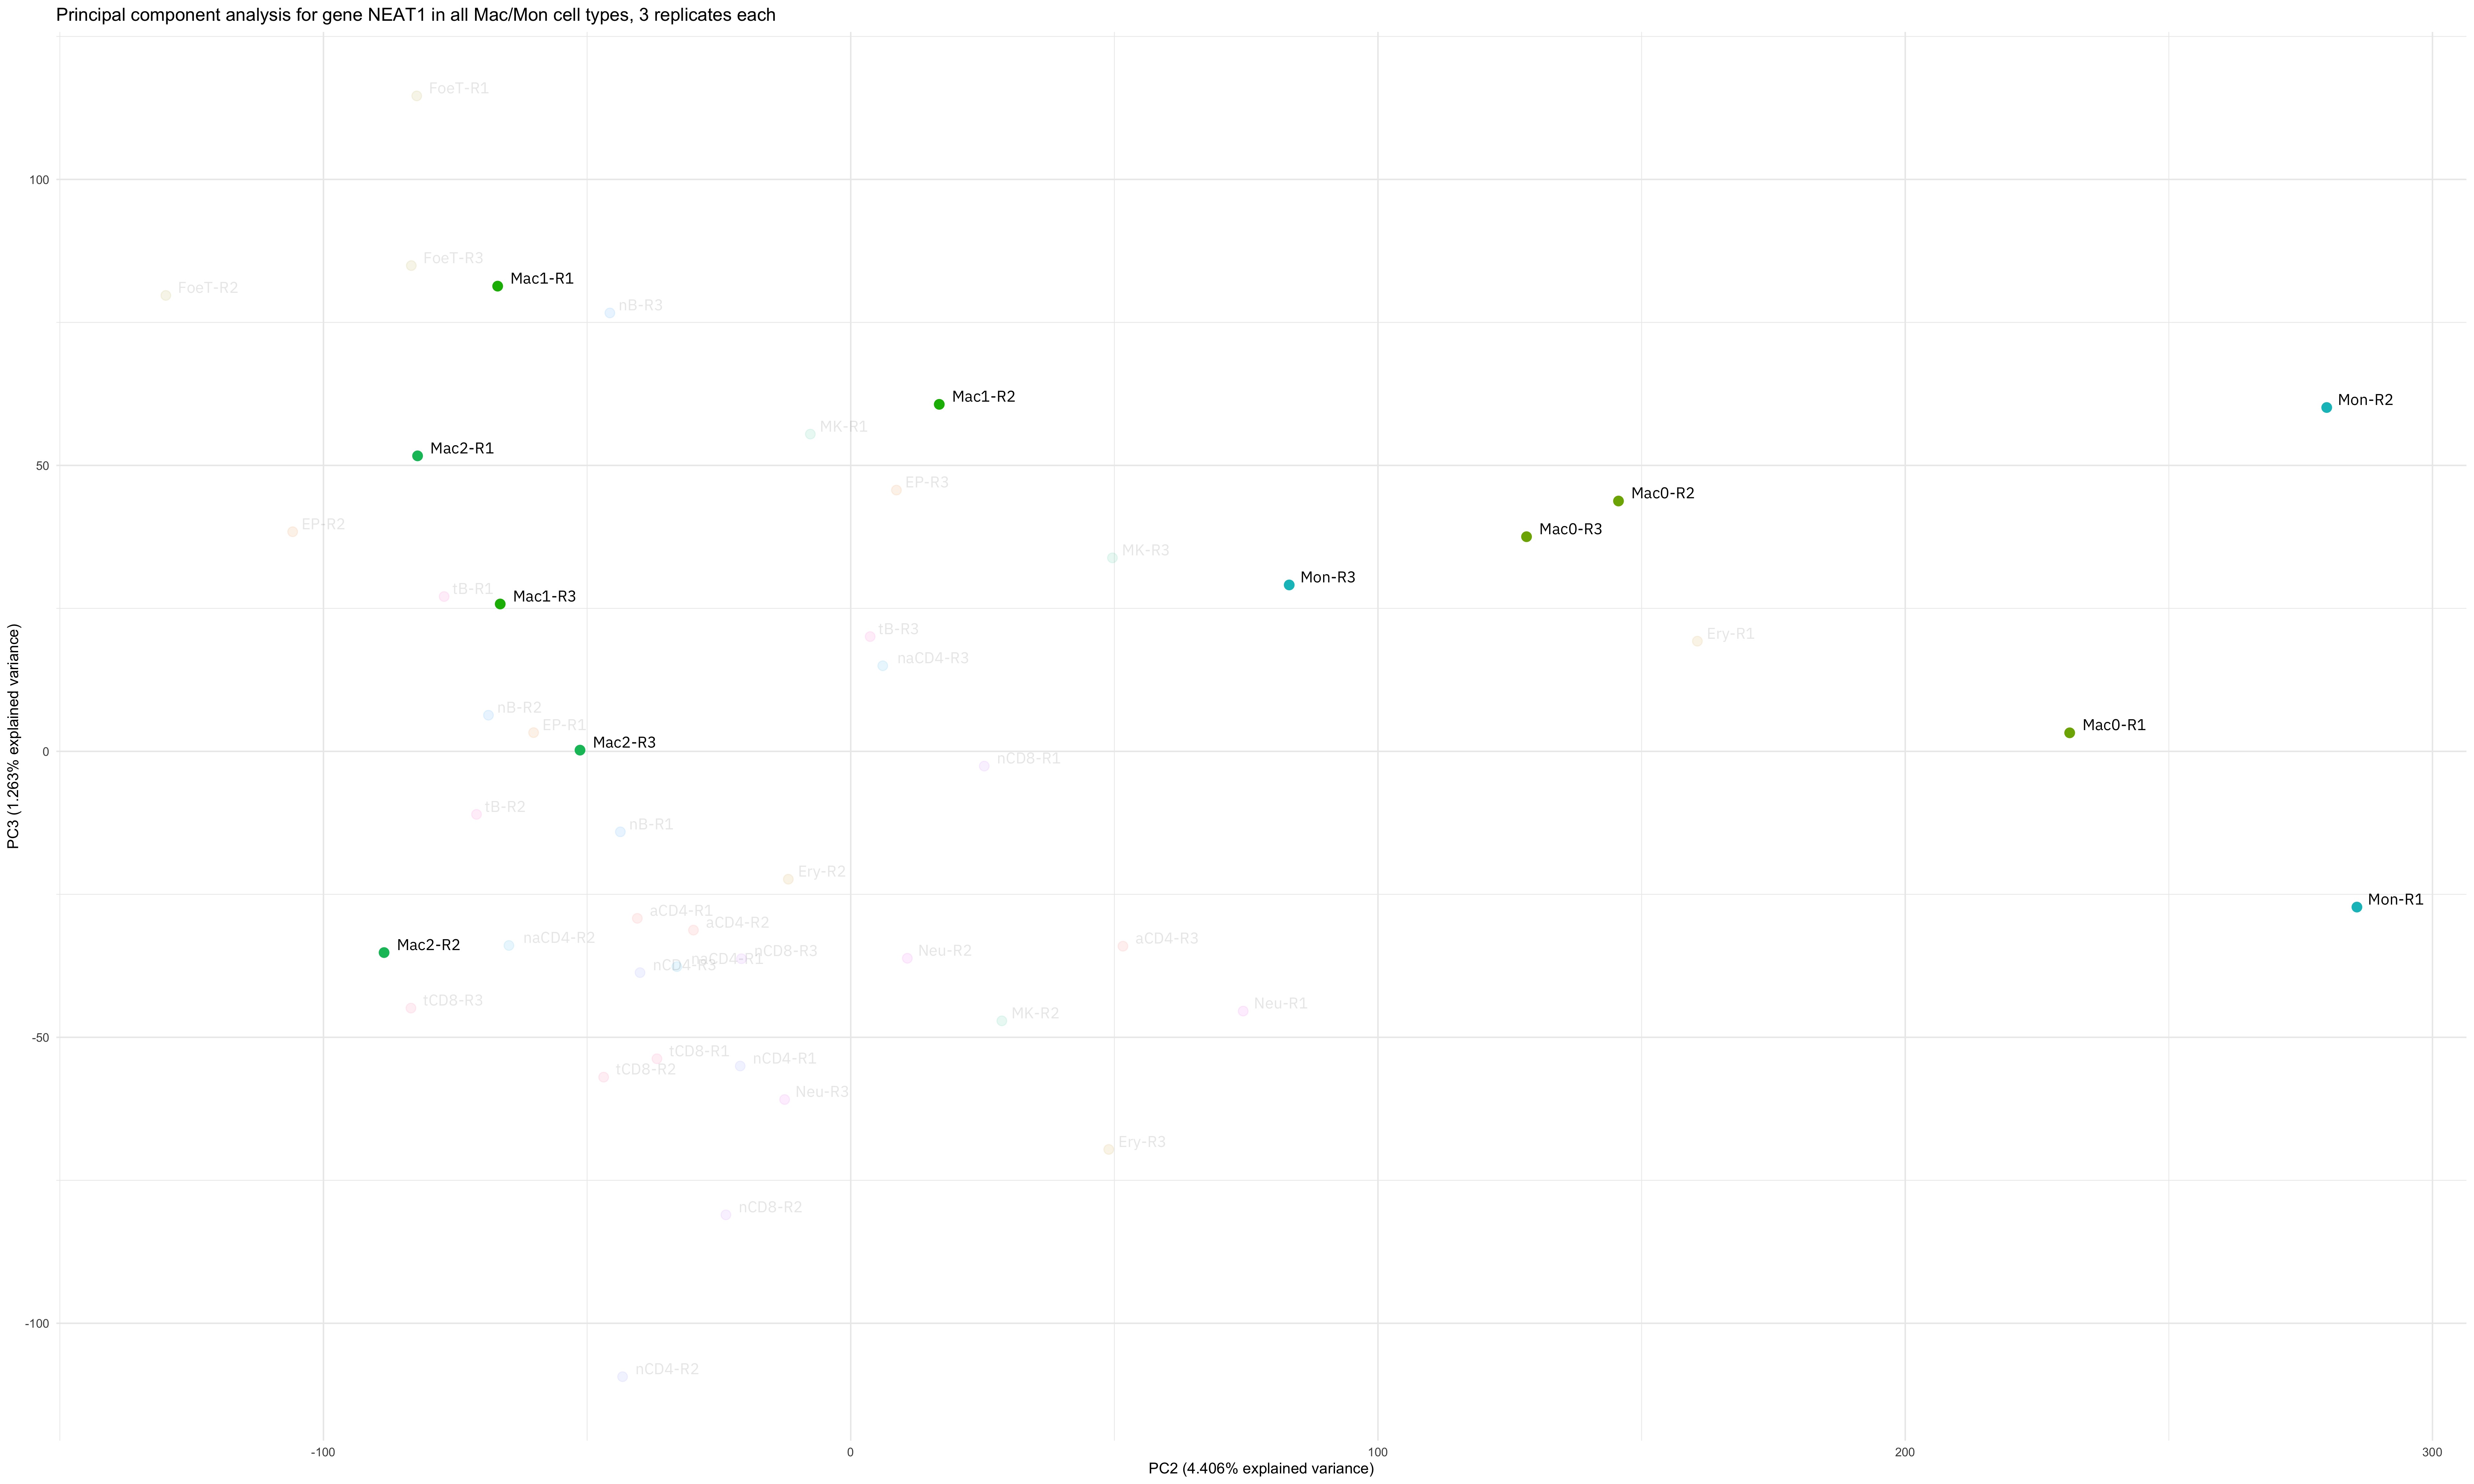 Principal component analysis for gene NEAT1 in all Mac/Mon cell types, 3 replicates each
FoeT-R1
100
FoeT-R3
Mac1-R1
FoeT-R2
nB-R3
Mac1-R2
Mon-R2
MK-R1
Mac2-R1
50
EP-R3
Mac0-R2
EP-R2
Mac0-R3
MK-R3
Mon-R3
tB-R1
Mac1-R3
tB-R3
Ery-R1
naCD4-R3
nB-R2
EP-R1
Mac0-R1
Mac2-R3
0
nCD8-R1
PC3 (1.263% explained variance)
tB-R2
nB-R1
Ery-R2
Mon-R1
aCD4-R1
aCD4-R2
naCD4-R2
aCD4-R3
Mac2-R2
nCD8-R3
Neu-R2
naCD4-R1
nCD4-R3
tCD8-R3
Neu-R1
MK-R2
-50
tCD8-R1
nCD4-R1
tCD8-R2
Neu-R3
Ery-R3
nCD8-R2
-100
nCD4-R2
-100
0
100
200
300
PC2 (4.406% explained variance)